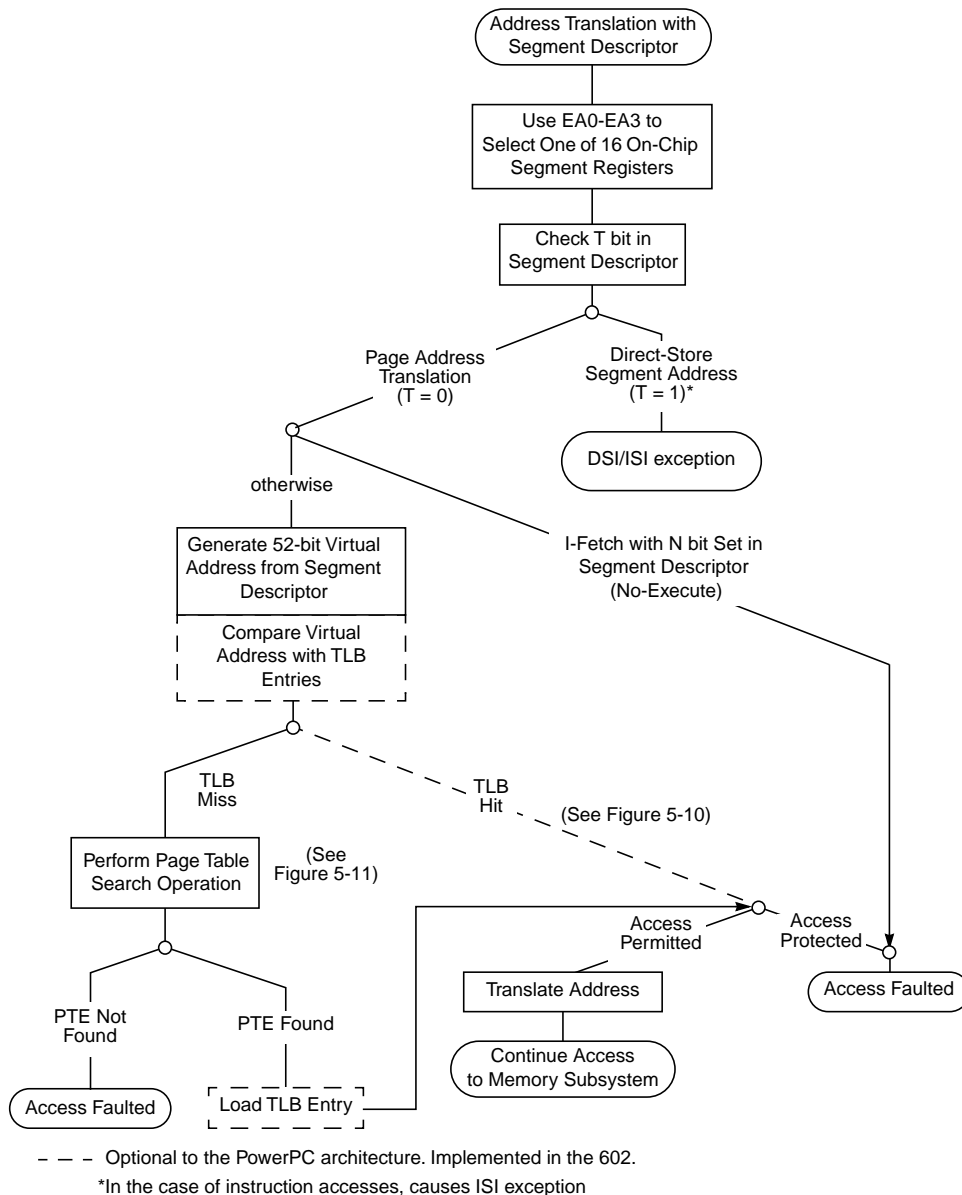 Address Translation with
Segment Descriptor
Use EA0-EA3 to
Select One of 16 On-Chip
Segment Registers
Check T bit in
Segment Descriptor
Page Address
Translation
(T = 0)
Direct-Store
Segment Address
(T = 1)*
DSI/ISI exception
otherwise
I-Fetch with N bit Set in
Segment Descriptor
(No-Execute)
Generate 52-bit Virtual
Address from Segment
Descriptor
Compare Virtual
Address with TLB
Entries
TLB
Miss
TLB
Hit
(See Figure 5-10)
Perform Page Table
Search Operation
(See
Figure 5-11)
Access
Permitted
Access
Protected
Translate Address
Access Faulted
PTE Not
Found
PTE Found
Continue Access
to Memory Subsystem
Access Faulted
Load TLB Entry
Optional to the PowerPC architecture. Implemented in the 602.
*In the case of instruction accesses, causes ISI exception